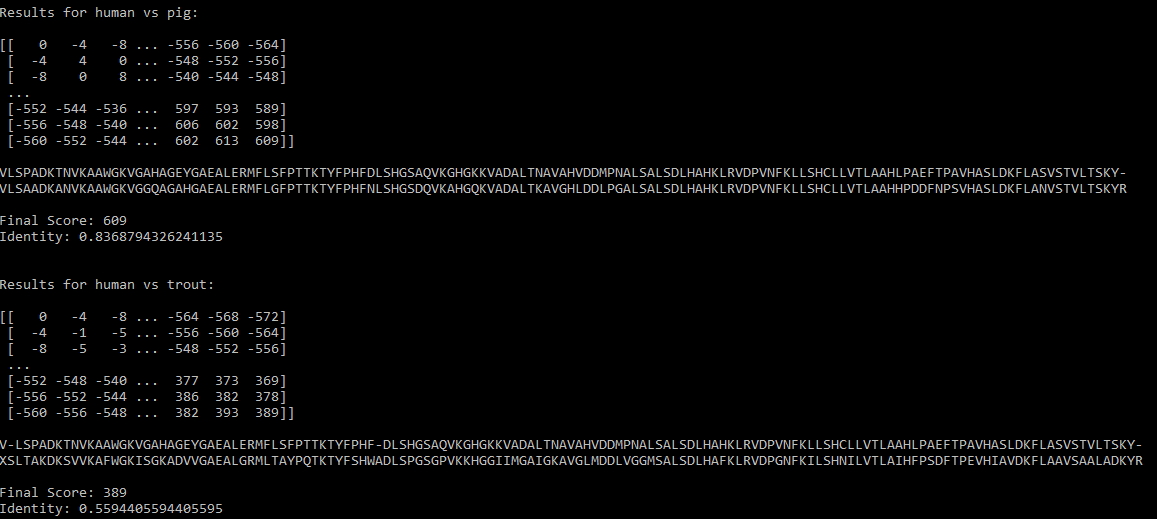 Results for human vs pig:
[[   0   -4   -8 ... -556 -560 -564]
 [  -4    4    0 ... -548 -552 -556]
 [  -8    0    8 ... -540 -544 -548]
 ...
 [-552 -544 -536 ...  597  593  589]
 [-556 -548 -540 ...  606  602  598]
 [-560 -552 -544 ...  602  613  609]]
VLSPADKTNVKAAWGKVGAHAGEYGAEALERMFLSFPTTKTYFPHFDLSHGSAQVKGHGKKVADALTNAVAHVDDMPNALSALSDLHAHKLRVDPVNFKLLSHCLLVTLAAHLPAEFTPAVHASLDKFLASVSTVLTSKY-
VLSAADKANVKAAWGKVGGQAGAHGAEALERMFLGFPTTKTYFPHFNLSHGSDQVKAHGQKVADALTKAVGHLDDLPGALSALSDLHAHKLRVDPVNFKLLSHCLLVTLAAHHPDDFNPSVHASLDKFLANVSTVLTSKYR
Final Score: 609
Identity: 0.8368794326241135
Results for human vs trout:
[[   0   -4   -8 ... -564 -568 -572]
 [  -4   -1   -5 ... -556 -560 -564]
 [  -8   -5   -3 ... -548 -552 -556]
 ...
 [-552 -548 -540 ...  377  373  369]
 [-556 -552 -544 ...  386  382  378]
 [-560 -556 -548 ...  382  393  389]]
V-LSPADKTNVKAAWGKVGAHAGEYGAEALERMFLSFPTTKTYFPHF-DLSHGSAQVKGHGKKVADALTNAVAHVDDMPNALSALSDLHAHKLRVDPVNFKLLSHCLLVTLAAHLPAEFTPAVHASLDKFLASVSTVLTSKY-
XSLTAKDKSVVKAFWGKISGKADVVGAEALGRMLTAYPQTKTYFSHWADLSPGSGPVKKHGGIIMGAIGKAVGLMDDLVGGMSALSDLHAFKLRVDPGNFKILSHNILVTLAIHFPSDFTPEVHIAVDKFLAAVSAALADKYR
Final Score: 389
Identity: 0.5594405594405595